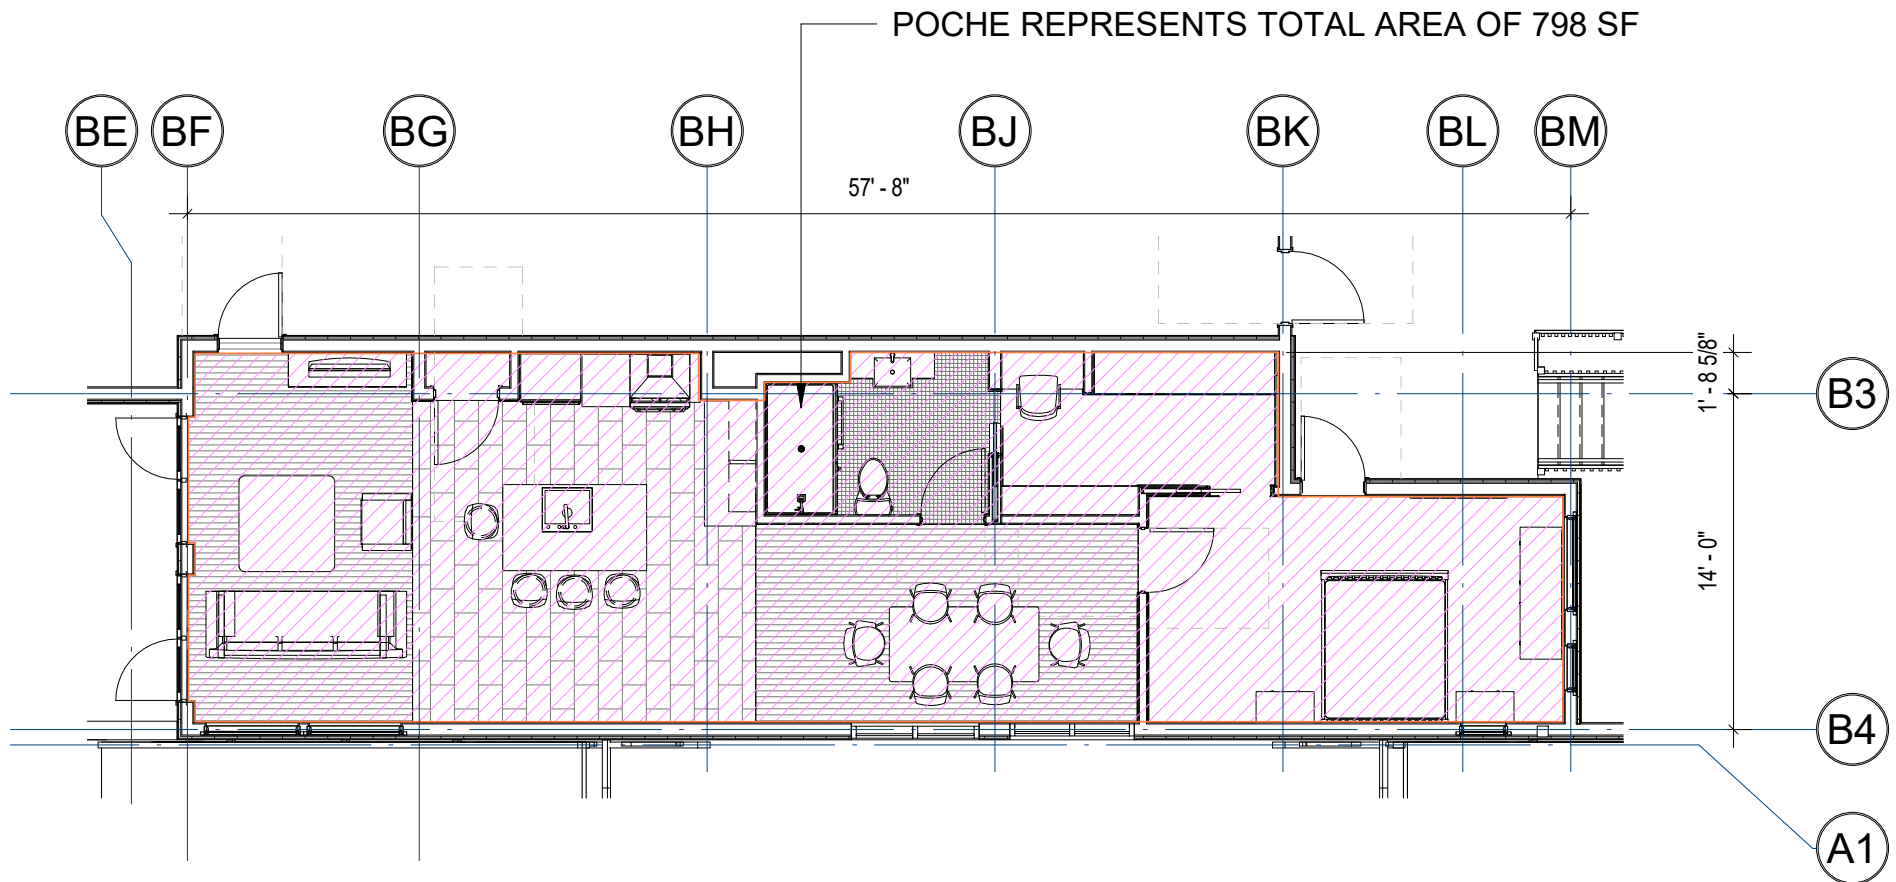 POCHE REPRESENTS TOTAL AREA OF 798 SF
BE BF BG BH BJ BK BL BM
57' - 8"
1' - 8 5/8"
B3
14' - 0"
B4
A1